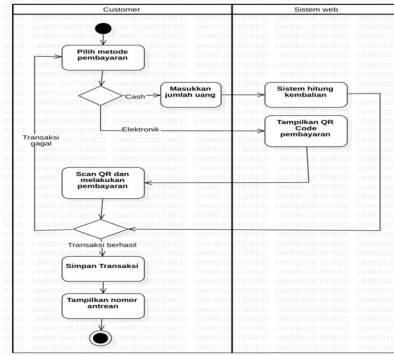 Customer
Sistem web
Pilih metode
pembayaran
Cash
Masukkan
jumlah uang
Sistem hitung
kembalian
Elektronik
Tampilkan QR
Code
pembayaran
Transaksi
gagal
Scan QR dan
melakukan
pembayaran
Transaksi berhasil
Simpan Transaksi
Tampilkan nomor
antrean